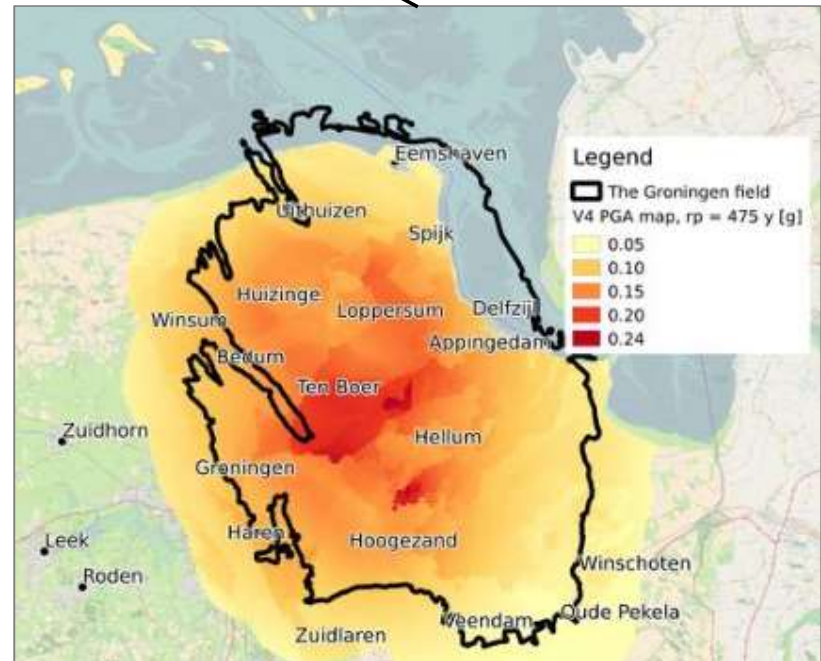 Eemshaven
Legend
The Groningen field
V4 PGA map, rp = 475 y [g]
0.05
0.10
0.15
0.20
0.24
Uithuizen
Spijk
Huizinge
Loppersum
Delfzijl
Winsum
Appingedam
Bedum
Ten Boer
Zuidhorn
Hellum
Groningen
Haren
Hoogezand
Leek
Winschoten
Roden
Veendam
Oude Pekela
Zuidlaren